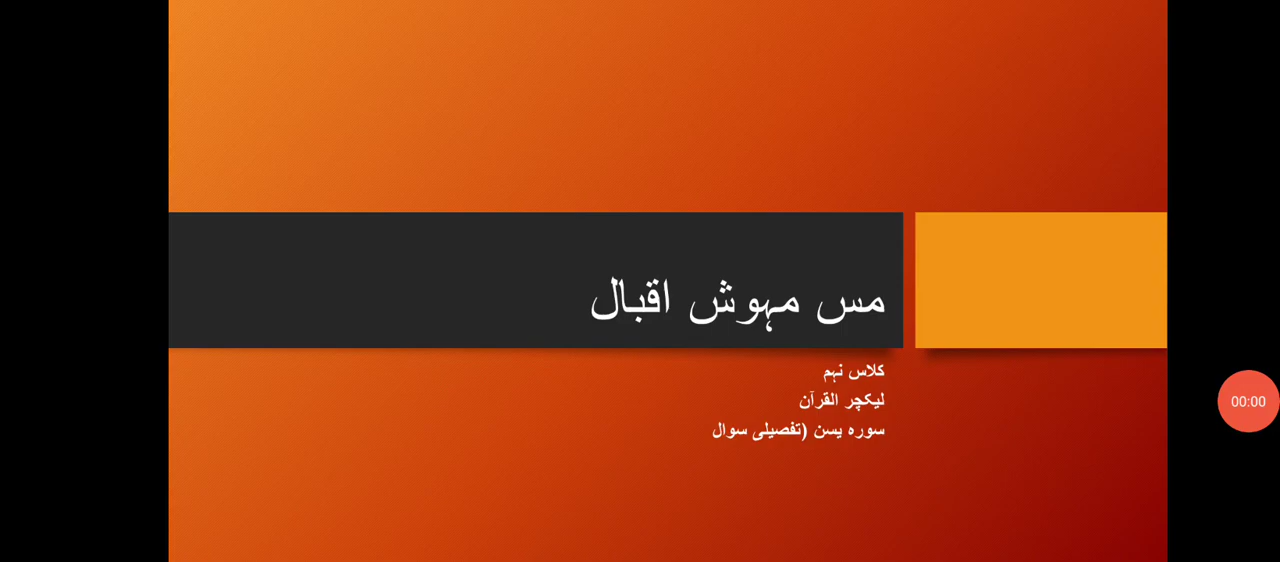 مس مہوش اقبال
کلاس نہم
لیکچر القرآن
سورہ یسن (تفصیلی سوال
00:00